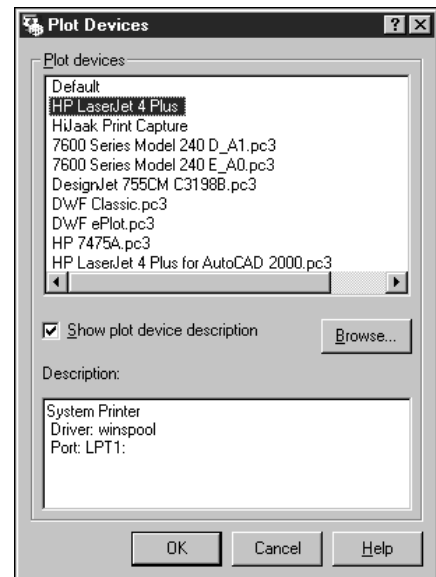 Plot Devices
Plot devices
Default
HP LaserJet 4 Plus
HiJaak Print Capture
7600 Series Model 240 D_A1.pc3
7600 Series Model 240 E_A0.pc3
DesignJet 755CM C3198B.pc3
DWF Classic.pc3
DWF ePlot.pc3
HP 7475A.pc3
HP LaserJet 4 Plus for AutoCAD 2000.pc3
Show plot device description
Browse...
Description:
System Printer
Driver: winspool
Port: LPT1:
OK Cancel Help